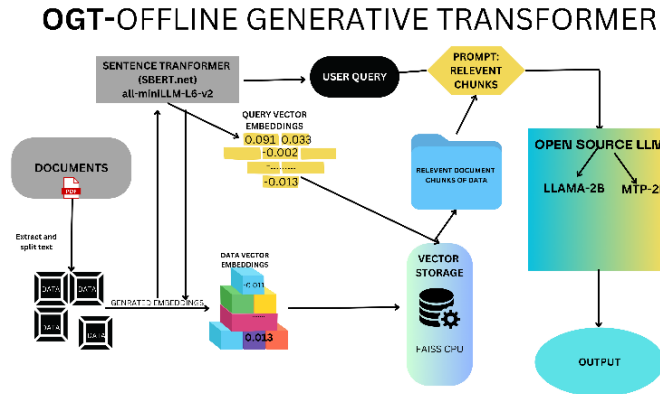 OGT-OFFLINE GENERATIVE TRANSFORMER
SENTENCE TRANFORMER
(SBERT.net)
all-miniLLM-L6-v2
USER QUERY
PROMPT:
RELEVENT
CHUNKS
QUERY VECTOR
EMBEDDINGS
0.091 0.033
-0.002
-0.013
DOCUMENTS
PDF
RELEVENT DOCUMENT
CHUNKS OF DATA
OPEN SOURCE LLM
LLAMA-2B
Extract and
split text
DATA VECTOR
EMBEDDINGS
-0.011
0.013
VECTOR
STORAGE
FAISS CPU
DATA
DATA
DATA
DATA
GENRATED EMBEDDINGS
OUTPUT